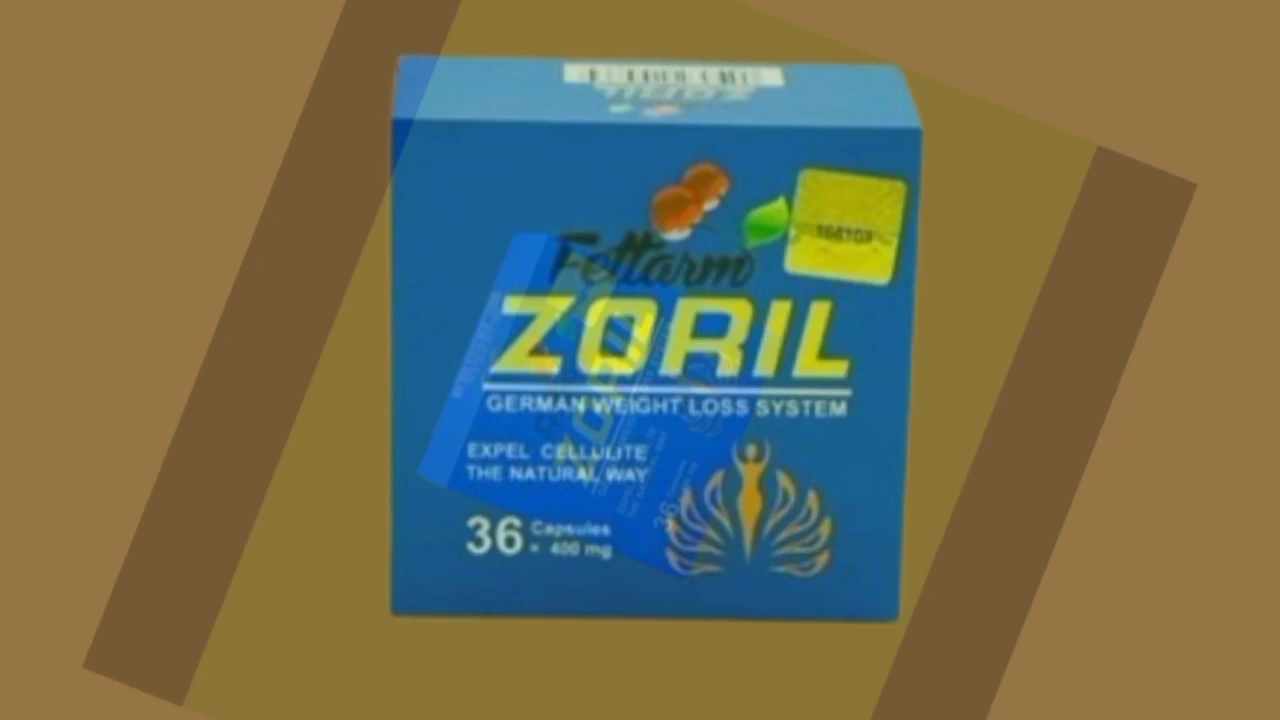 Fettarm
ZORIL
GERMAN WEIGHT LOSS SYSTEM
EXPEL CELLULITE
THE NATURAL WAY
36 Capsules
× 400 mg